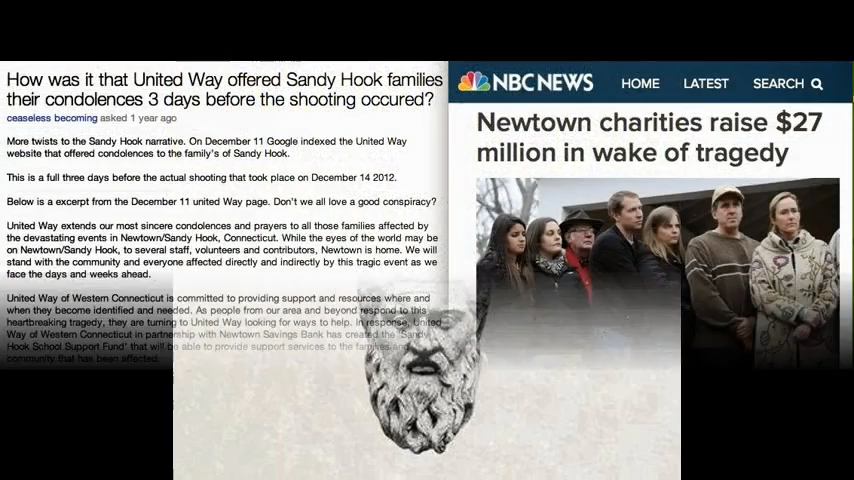 How was it that United Way offered Sandy Hook families
their condolences 3 days before the shooting occured?
ceaseless becoming asked 1 year ago
More twists to the Sandy Hook narrative. On December 11 Google indexed the United Way
website that offered condolences to the family's of Sandy Hook.
This is a full three days before the actual shooting that took place on December 14 2012.
Below is a excerpt from the December 11 united Way page. Don't we all love a good conspiracy?
United Way extends our most sincere condolences and prayers to all those families affected by
the devastating events in Newtown/Sandy Hook, Connecticut. While the eyes of the world may be
on Newtown/Sandy Hook, to several staff, volunteers and contributors, Newtown is home. We will
stand with the community and everyone affected directly and indirectly by this tragic event as we
face the days and weeks ahead.
United Way of Western Connecticut is committed to providing support and resources where and
when they become identified and needed. As people from our area and beyond respond to this
heartbreaking tragedy, they are turning to United Way looking for ways to help. In response, United
Way of Western Connecticut in partnership with Newtown Savings Bank has created the 'Sandy
Hook School Support Fund' that will be able to provide support services to the families and
community that has been affected.
NBC NEWS HOME LATEST SEARCH
Newtown charities raise $27
million in wake of tragedy